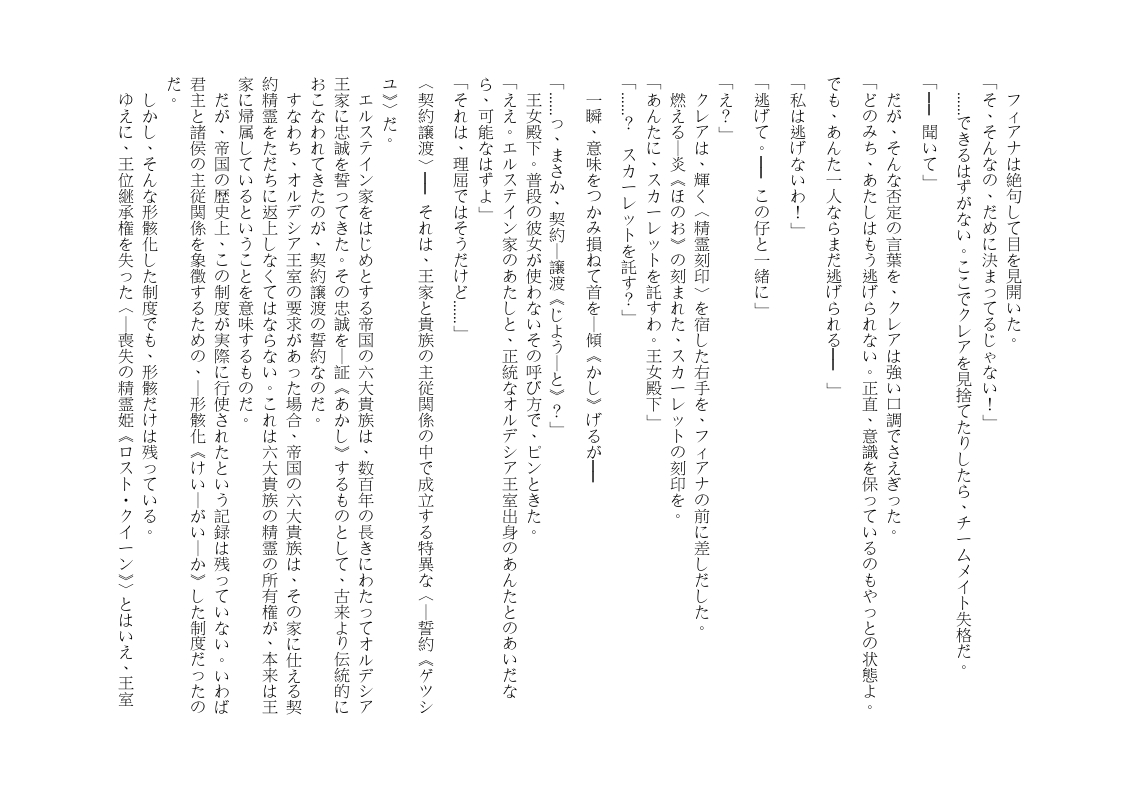 フィアナは絶句して目を見開いた。
「そ、そんなの、だめに決まってるじゃない！」
　……できるはずがない。ここでクレアを見捨てたりしたら、チームメイト失格だ。
「━━ 聞いて」
　だが、そんな否定の言葉を、クレアは強い口調でさえぎった。
「どのみち、あたしはもう逃げられない。正直、意識を保っているのもやっとの状態よ。
でも、あんた一人ならまだ逃げられる━━ 」
「私は逃げないわ！」
「逃げて。━━ この仔と一緒に」
「え？」
　クレアは、輝く〈精霊刻印〉を宿した右手を、フィアナの前に差しだした。
　燃える―炎《ほのお》の刻まれた、スカーレットの刻印を。
「あんたに、スカーレットを託すわ。王女殿下」
「……？　スカーレットを託す？」
　一瞬、意味をつかみ損ねて首を―傾《かし》げるが━━
「……っ、まさか、契約―譲渡《じよう―と》？」
　王女殿下。普段の彼女が使わないその呼び方で、ピンときた。
「ええ。エルステイン家のあたしと、正統なオルデシア王室出身のあんたとのあいだな
ら、可能なはずよ」
「それは、理屈ではそうだけど……」
〈契約譲渡〉━━ それは、王家と貴族の主従関係の中で成立する特異な〈―誓約《ゲツシ
ユ》〉だ。
　エルステイン家をはじめとする帝国の六大貴族は、数百年の長きにわたってオルデシア
王家に忠誠を誓ってきた。その忠誠を―証《あかし》するものとして、古来より伝統的に
おこなわれてきたのが、契約譲渡の誓約なのだ。
　すなわち、オルデシア王室の要求があった場合、帝国の六大貴族は、その家に仕える契
約精霊をただちに返上しなくてはならない。これは六大貴族の精霊の所有権が、本来は王
家に帰属しているということを意味するものだ。
　だが、帝国の歴史上、この制度が実際に行使されたという記録は残っていない。いわば
君主と諸侯の主従関係を象徴するための、―形骸化《けい―がい―か》した制度だったの
だ。
　しかし、そんな形骸化した制度でも、形骸だけは残っている。
　ゆえに、王位継承権を失った〈―喪失の精霊姫《ロスト・クイーン》〉とはいえ、王室